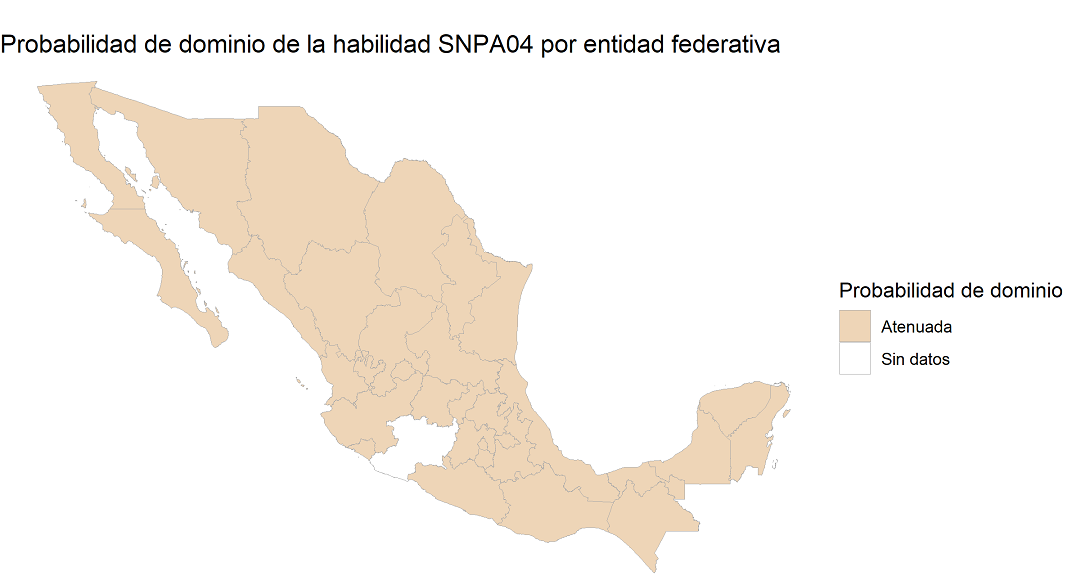 Probabilidad de dominio de la habilidad SNPA04 por entidad federativa
Probabilidad de dominio
Atenuada
Sin datos